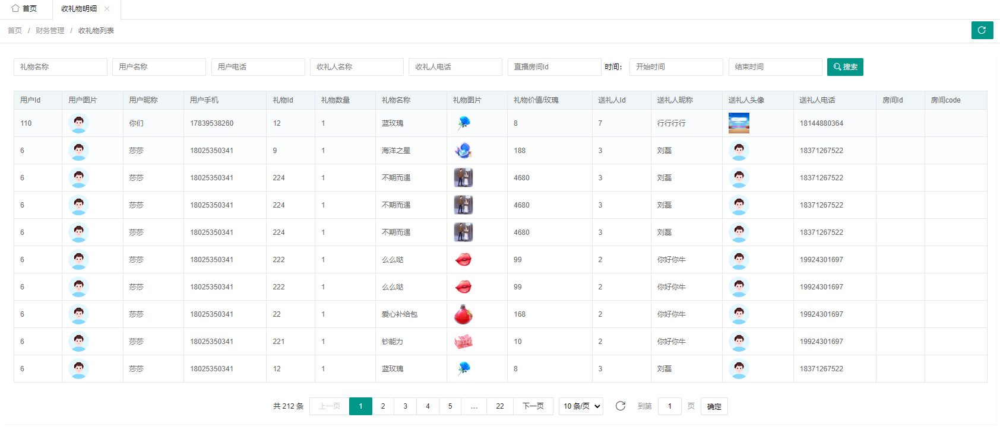 首页 收礼物明细
首页 / 财务管理 / 收礼物列表
礼物名称 用户名称 用户电话 收礼人名称 收礼人电话 直播房间Id 时间： 开始时间 结束时间 搜索
用户Id 用户图片 用户昵称 用户手机 礼物Id 礼物数量 礼物名称 礼物图片 礼物价值/玫瑰 送礼人Id 送礼人昵称 送礼人头像 送礼人电话 房间Id 房间code
110 你们 17839538260 12 1 蓝玫瑰 8 7 行行行行 18144880364
6 莎莎 18025350341 9 1 海洋之星 188 3 刘磊 18371267522
6 莎莎 18025350341 224 1 不期而遇 4680 3 刘磊 18371267522
6 莎莎 18025350341 224 1 不期而遇 4680 3 刘磊 18371267522
6 莎莎 18025350341 224 1 不期而遇 4680 3 刘磊 18371267522
6 莎莎 18025350341 222 1 么么哒 99 2 你好你牛 19924301697
6 莎莎 18025350341 222 1 么么哒 99 2 你好你牛 19924301697
6 莎莎 18025350341 22 1 爱心补给包 168 2 你好你牛 19924301697
6 莎莎 18025350341 221 1 钞能力 10 2 你好你牛 19924301697
6 莎莎 18025350341 12 1 蓝玫瑰 8 3 刘磊 18371267522
共 212 条 上一页 1 2 3 4 5 … 22 下一页 10 条/页 到第 1 页 确定